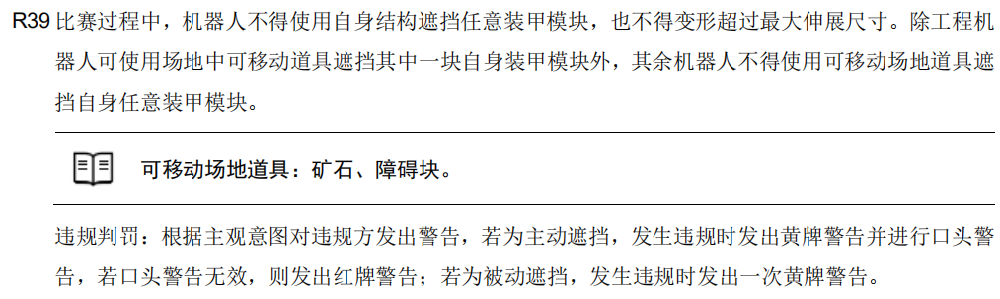 R39 比赛过程中，机器人不得使用自身结构遮挡任意装甲模块，也不得变形超过最大伸展尺寸。除工程机
器人可使用场地中可移动道具遮挡其中一块自身装甲模块外，其余机器人不得使用可移动场地道具遮
挡自身任意装甲模块。
可移动场地道具：矿石、障碍块。
违规判罚：根据主观意图对违规方发出警告，若为主动遮挡，发生违规时发出黄牌警告并进行口头警
告，若口头警告无效，则发出红牌警告；若为被动遮挡，发生违规时发出一次黄牌警告。